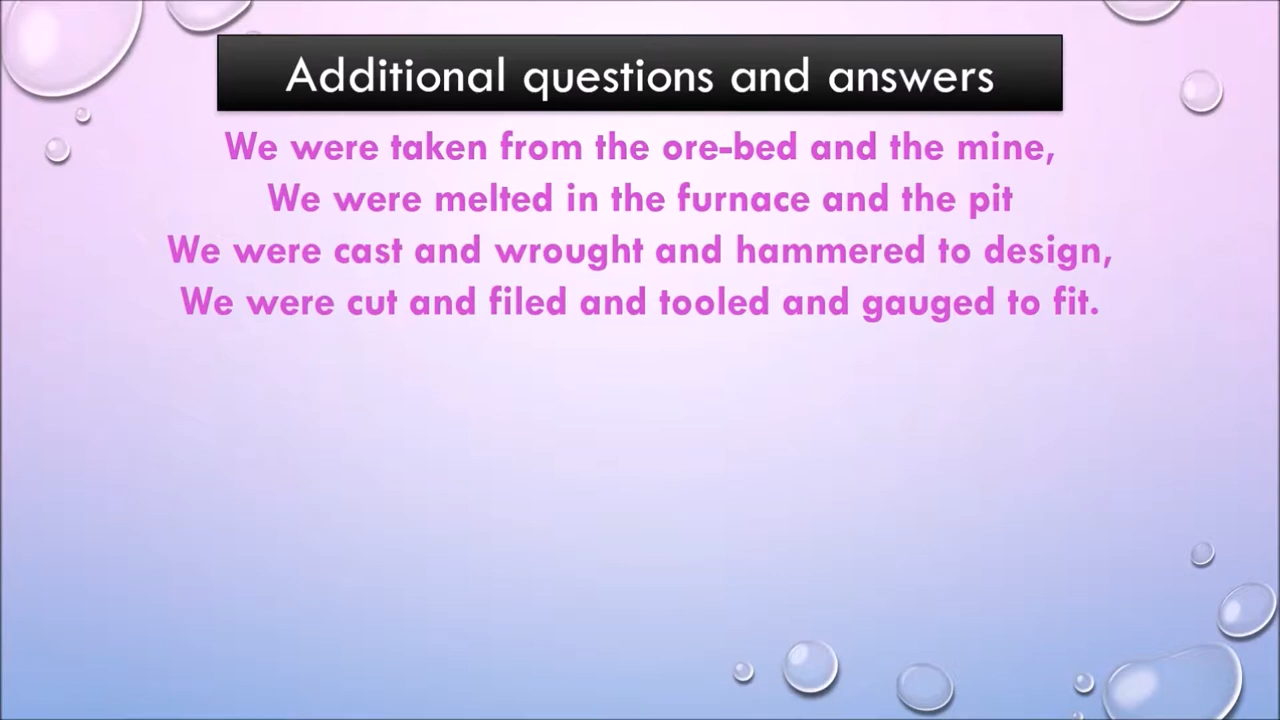 Additional questions and answers
We were taken from the ore-bed and the mine,
We were melted in the furnace and the pit
We were cast and wrought and hammered to design,
We were cut and filed and tooled and gauged to fit.